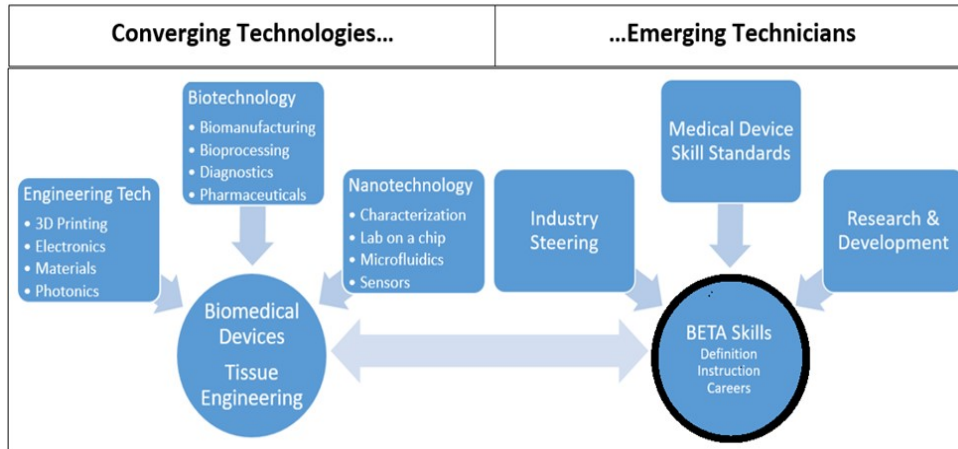 Converging Technologies...
...Emerging Technicians
Biotechnology
• Biomanufacturing
• Bioprocessing
• Diagnostics
• Pharmaceuticals
Engineering Tech
• 3D Printing
• Electronics
• Materials
• Photonics
Nanotechnology
• Characterization
• Lab on a chip
• Microfluidics
• Sensors
Biomedical
Devices
Tissue
Engineering
Medical Device
Skill Standards
Industry
Steering
Research &
Development
BETA Skills
Definition
Instruction
Careers